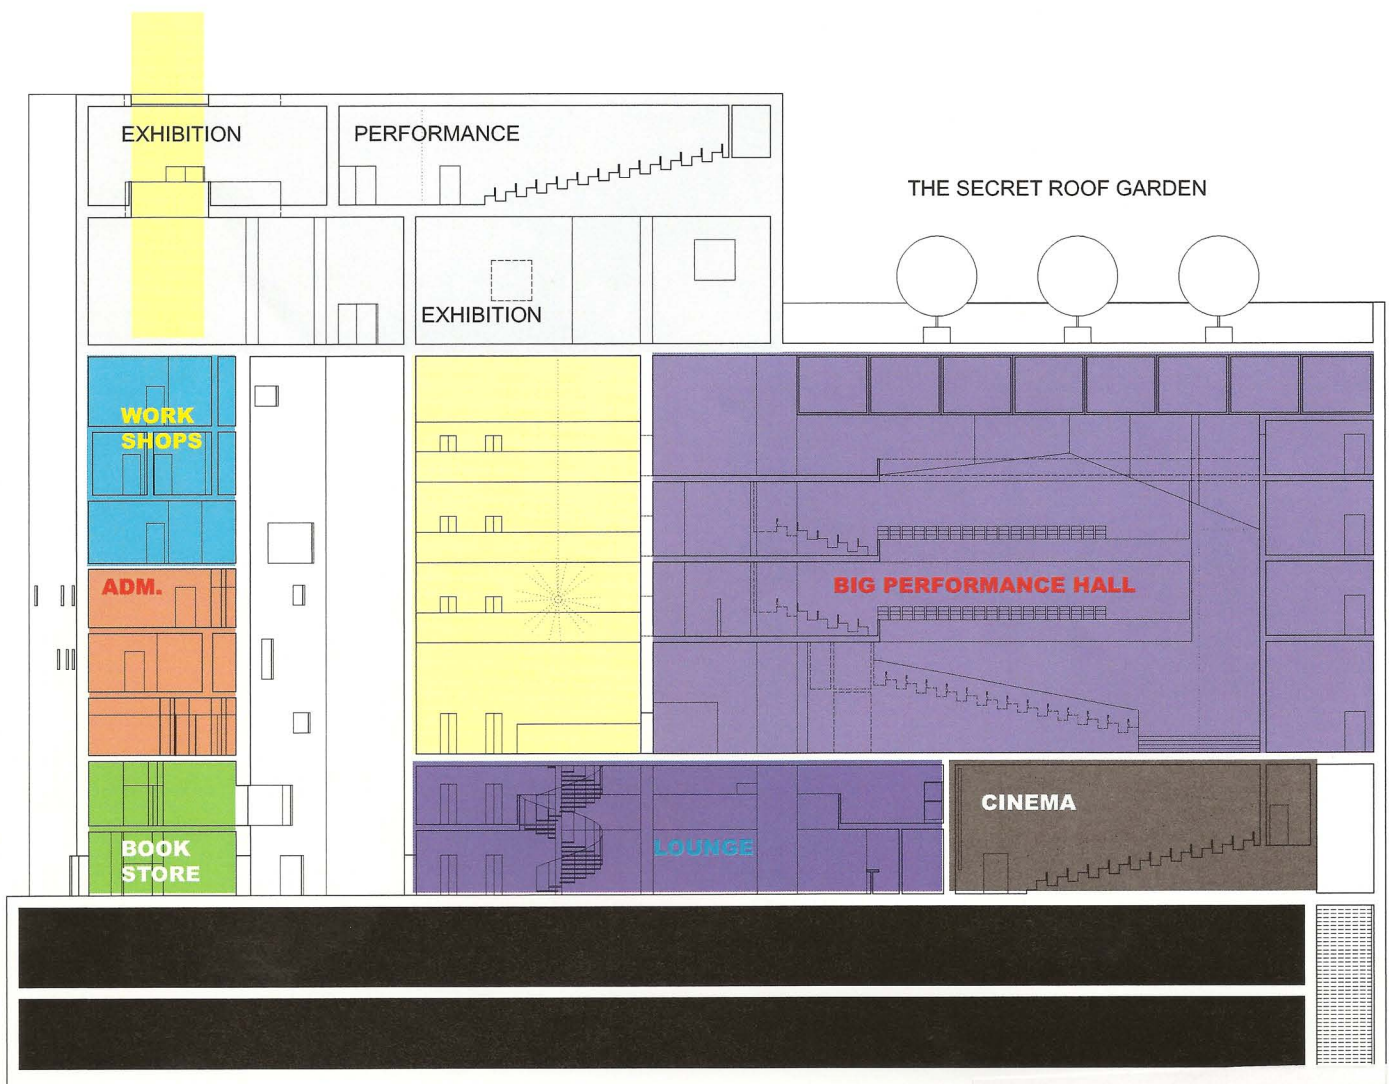 EXHIBITION
PERFORMANCE
THE SECRET ROOF GARDEN
EXHIBITION
WORK
SHOPS
ADM.
BIG PERFORMANCE HALL
CINEMA
BOOK
STORE
LOUNGE